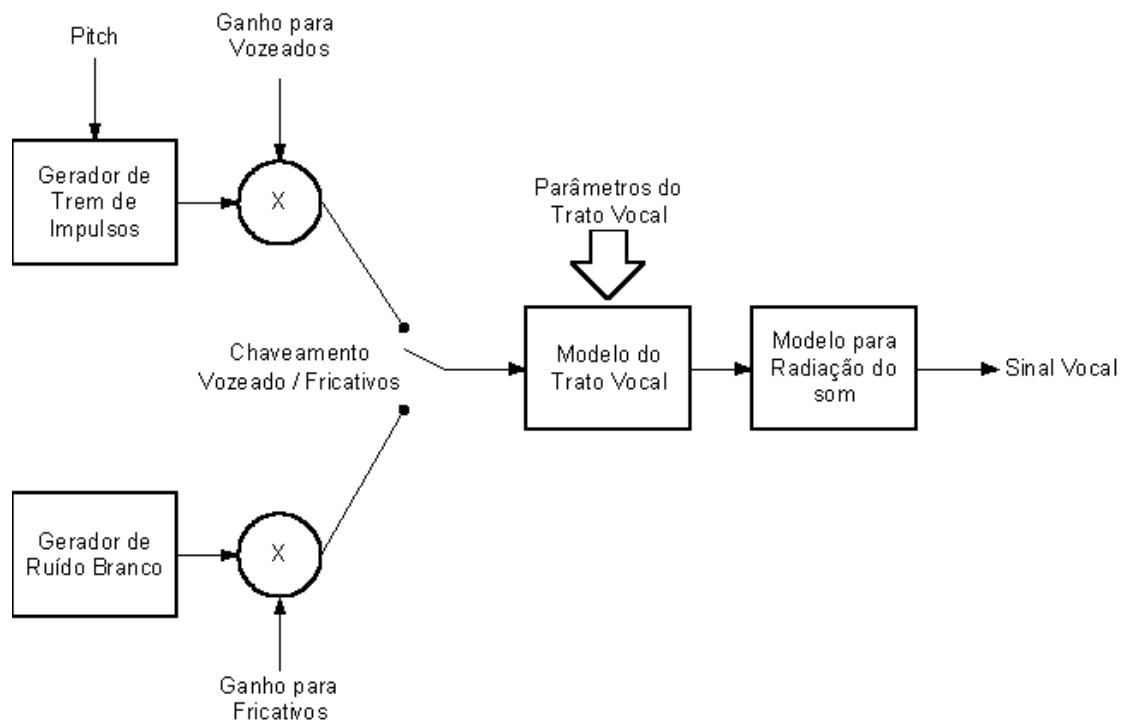 Pitch
Ganho para
Vozeados
Gerador de
Trem de
Impulsos
X
Parâmetros do
Trato Vocal
Chaveamento
Vozeado / Fricativos
Modelo do
Trato Vocal
Modelo para
Radiação do
som
Sinal Vocal
Gerador de
Ruído Branco
X
Ganho para
Fricativos